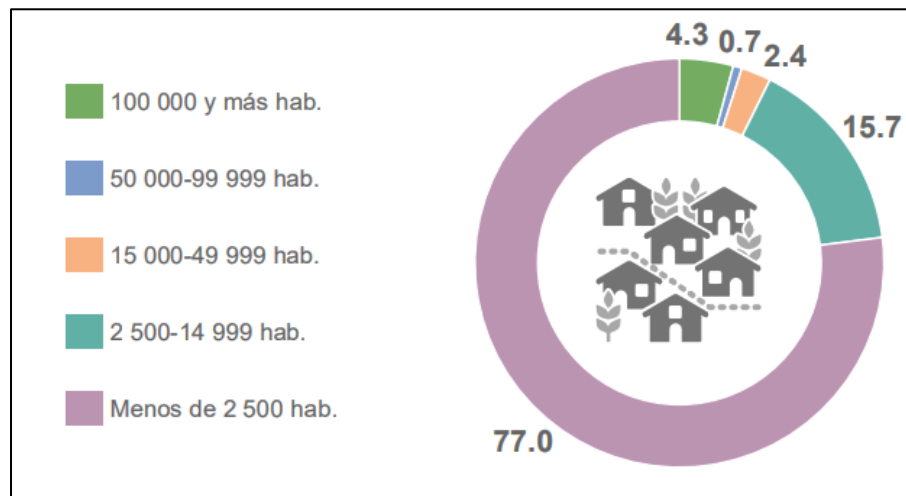 4.3 0.7 2.4
15.7
100 000 y más hab.
50 000-99 999 hab.
15 000-49 999 hab.
2 500-14 999 hab.
Menos de 2 500 hab.
77.0